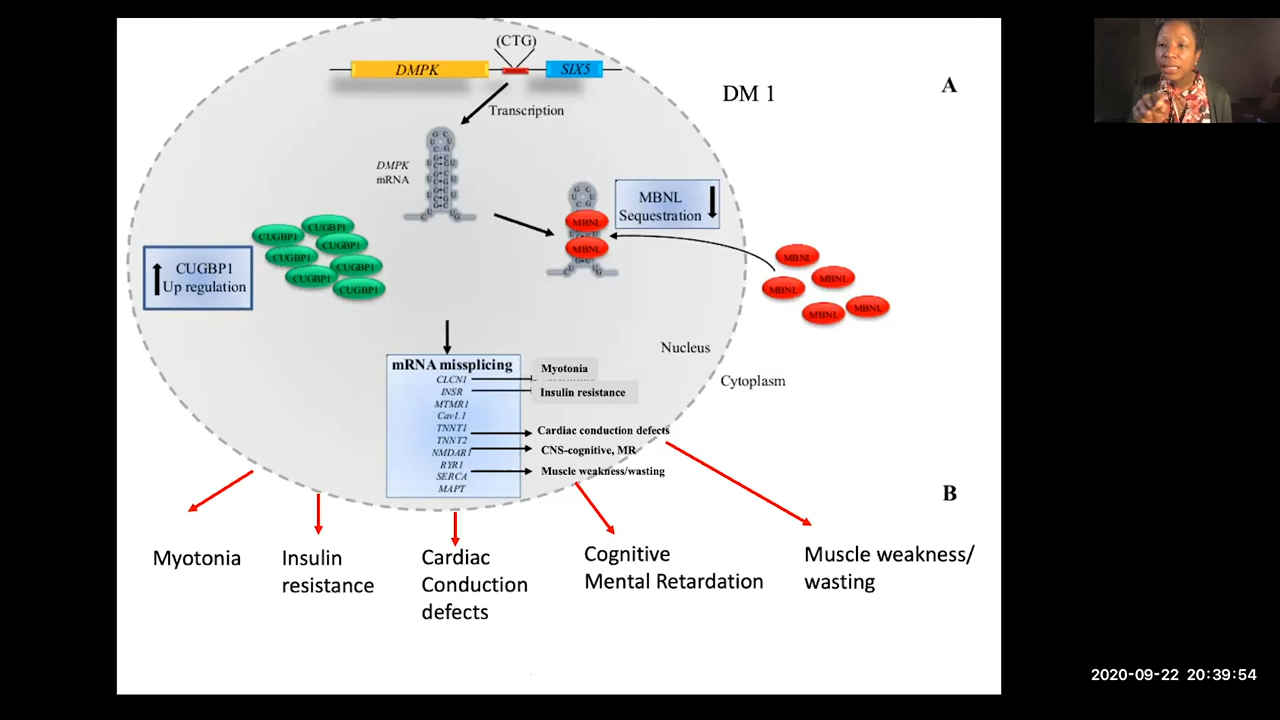 (CTG)
DMPK
SIX5
DM 1
A
Transcription
DMPK
mRNA
MBNL
Sequestration
MBNL
MBNL
CUGBP1
CUGBP1
CUGBP1
CUGBP1
CUGBP1
CUGBP1
CUGBP1
CUGBP1
Up regulation
MBNL
MBNL
MBNL
MBNL
MBNL
Nucleus
Cytoplasm
mRNA missplicing
CLCN1
INSR
MTMR1
Cav1.1
TNNT1
TNNT2
NMDAR1
RYR1
SERCA
MAPT
Myotonia
Insulin resistance
Cardiac conduction defects
CNS-cognitive, MR
Muscle weakness/wasting
B
Myotonia
Insulin
resistance
Cardiac
Conduction
defects
Cognitive
Mental Retardation
Muscle weakness/
wasting
2020-09-22 20:39:54